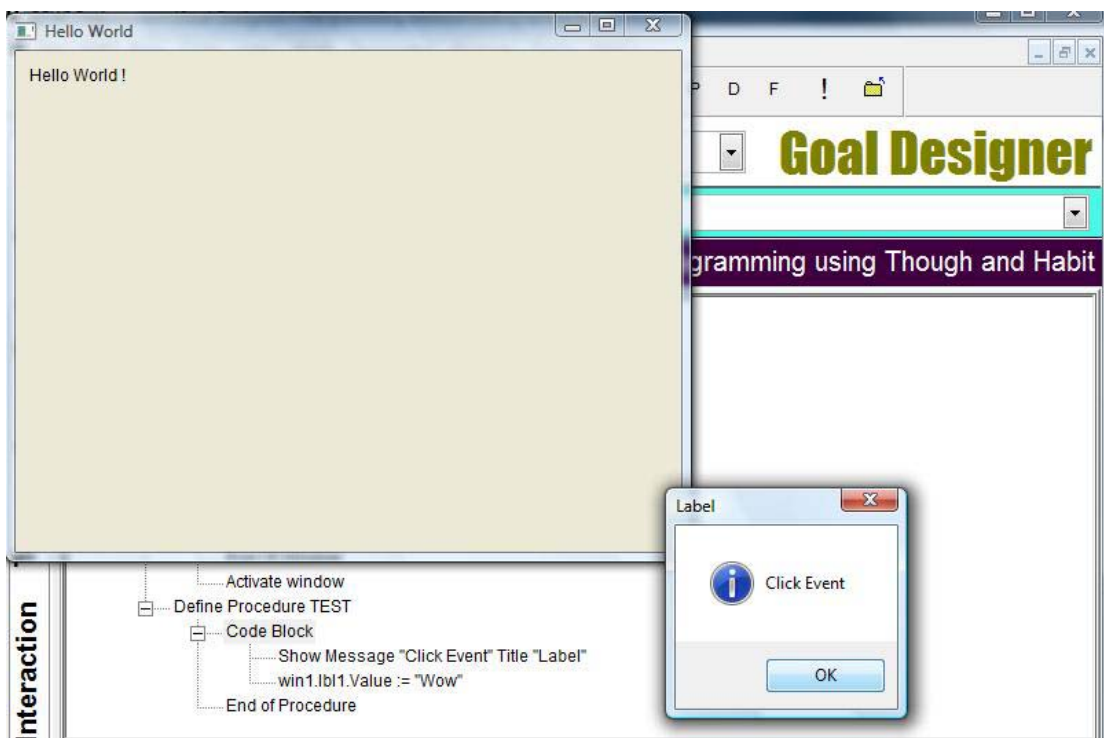 Hello World
Hello World !
D F !
Goal Designer
gramming using Though and Habit
Label
Click Event
OK
Activate window
Define Procedure TEST
Code Block
Show Message "Click Event" Title "Label"
win1.lbl1.Value := "Wow"
End of Procedure
Interaction